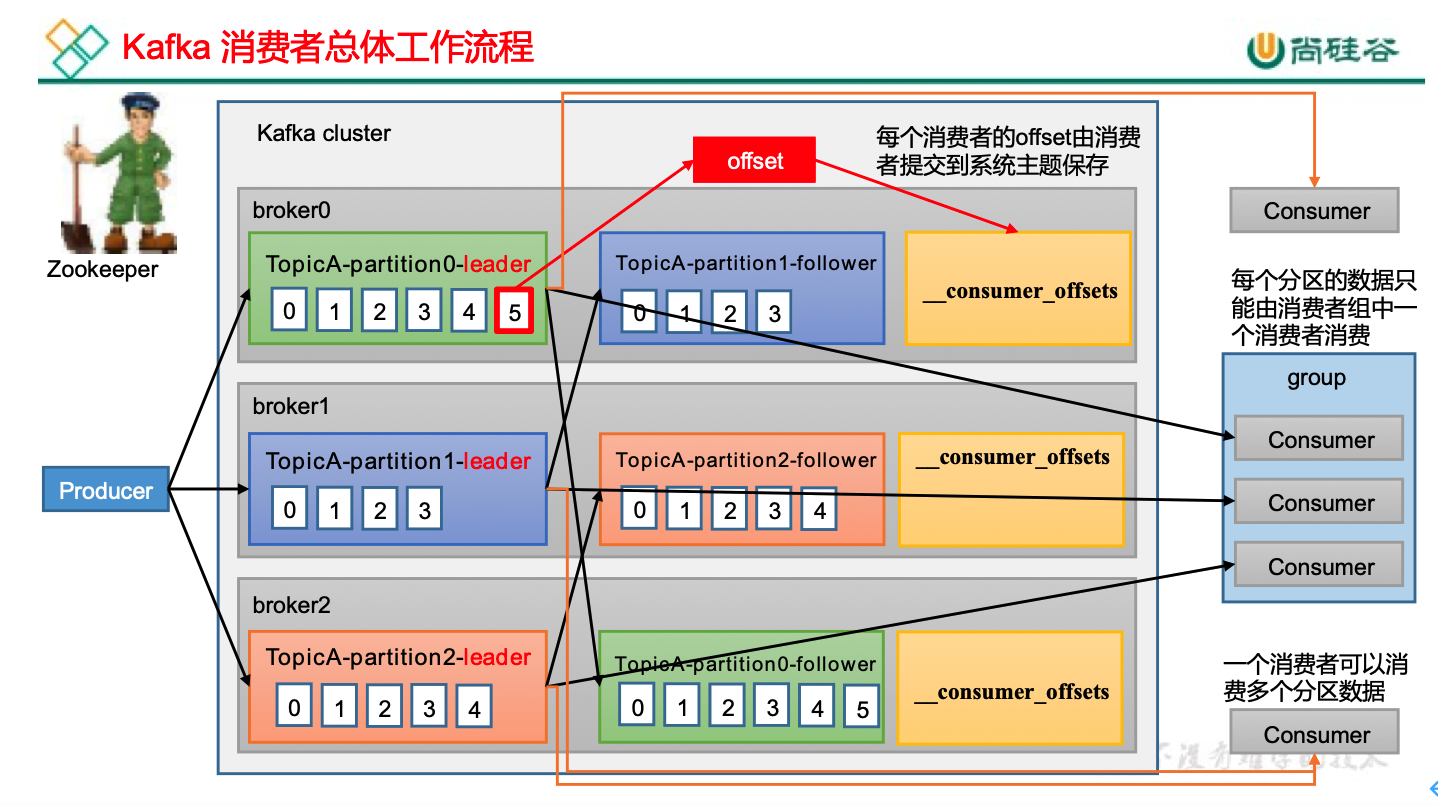 Kafka 消费者总体工作流程
尚硅谷
Zookeeper
Kafka cluster
offset
每个消费者的offset由消费
者提交到系统主题保存
broker0
TopicA-partition0-leader
0 1 2 3 4 5
TopicA-partition1-follower
0 1 2 3
__consumer_offsets
broker1
TopicA-partition1-leader
0 1 2 3
TopicA-partition2-follower
0 1 2 3 4
__consumer_offsets
broker2
TopicA-partition2-leader
0 1 2 3 4
TopicA-partition0-follower
0 1 2 3 4 5
__consumer_offsets
Producer
Consumer
每个分区的数据只
能由消费者组中一
个消费者消费
group
Consumer
Consumer
Consumer
一个消费者可以消
费多个分区数据
Consumer